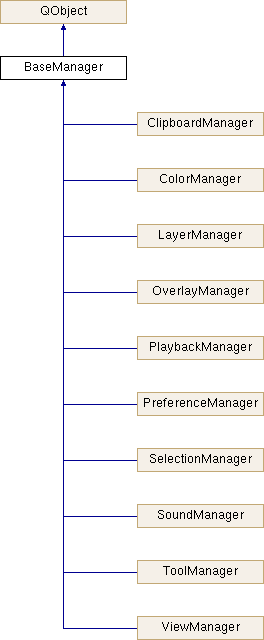 QObject
BaseManager
ClipboardManager
ColorManager
LayerManager
OverlayManager
PlaybackManager
PreferenceManager
SelectionManager
SoundManager
ToolManager
ViewManager